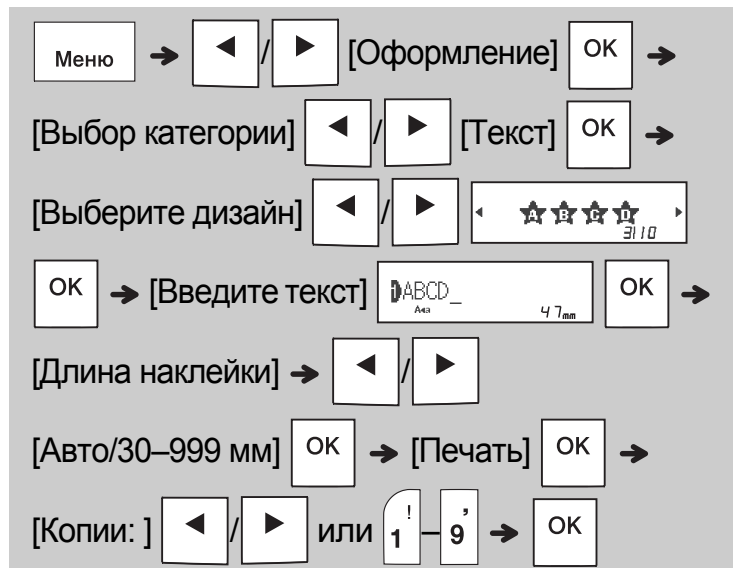 Меню → ◄/► [Оформление] OK →
[Выбор категории] ◄/► [Текст] OK →
[Выберите дизайн] ◄/► ◄ A B C D ► 3110
OK → [Введите текст] 1ABCD_ A◂a 47mm OK →
[Длина наклейки] → ◄/►
[Авто/30–999 мм] OK → [Печать] OK →
[Копии: ] ◄/► или 1 ! – 9 , → OK